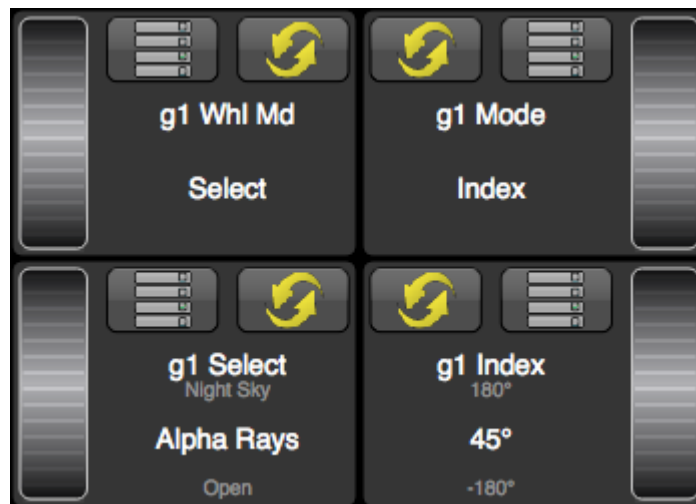 g1 Whl Md
Select
g1 Mode
Index
g1 Select
Night Sky
Alpha Rays
Open
g1 Index
180°
45°
-180°